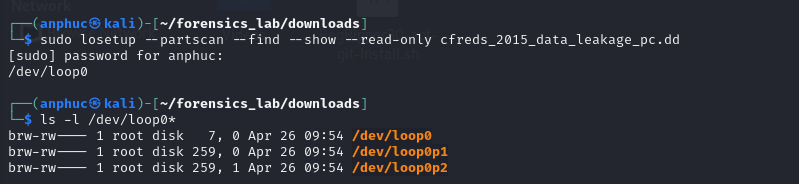 Network
┌──(anphuc㉿kali)-[~/forensics_lab/downloads]
└─$ sudo losetup --partscan --find --show --read-only cfreds_2015_data_leakage_pc.dd
git-install.sh
[sudo] password for anphuc:
/dev/loop0
┌──(anphuc㉿kali)-[~/forensics_lab/downloads]
└─$ ls -l /dev/loop0*
brw-rw---- 1 root disk   7, 0 Apr 26 09:54 /dev/loop0
brw-rw---- 1 root disk 259, 0 Apr 26 09:54 /dev/loop0p1
brw-rw---- 1 root disk 259, 1 Apr 26 09:54 /dev/loop0p2